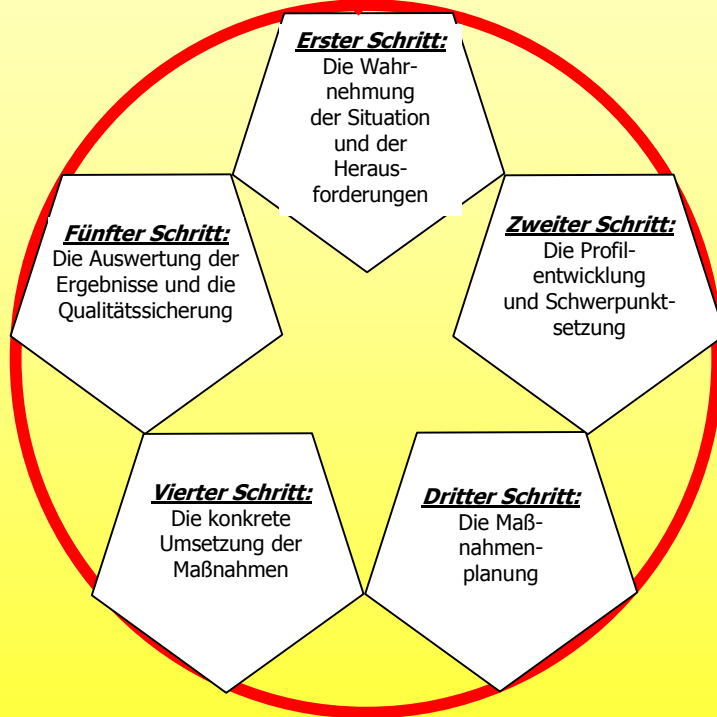 Erster Schritt:
Die Wahr-
nehmung
der Situation
und der
Heraus-
forderungen
Zweiter Schritt:
Die Profil-
entwicklung
und Schwerpunkt-
setzung
Dritter Schritt:
Die Maß-
nahmen-
planung
Vierter Schritt:
Die konkrete
Umsetzung der
Maßnahmen
Fünfter Schritt:
Die Auswertung der
Ergebnisse und die
Qualitätssicherung